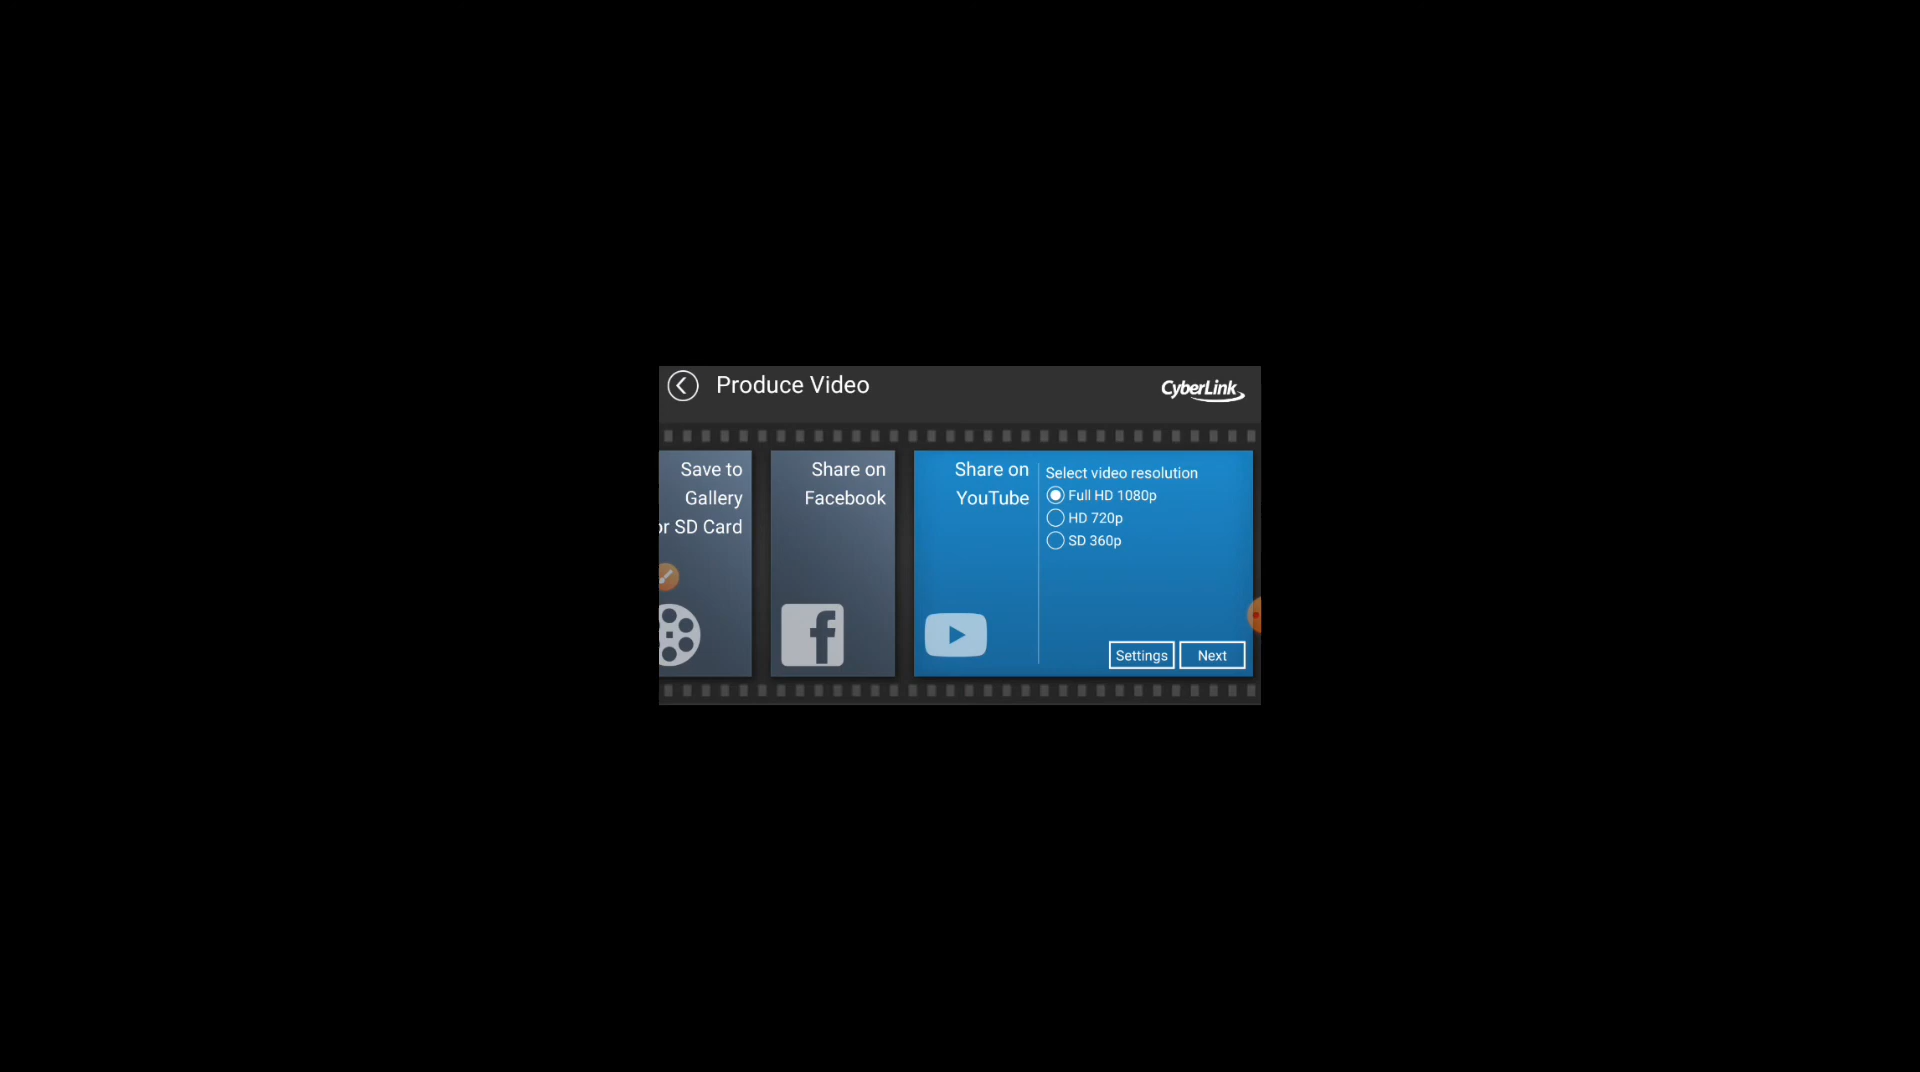 Produce Video
CyberLink
Save to
Gallery
or SD Card
Share on
Facebook
Share on
YouTube
Select video resolution
Full HD 1080p
HD 720p
SD 360p
Settings
Next